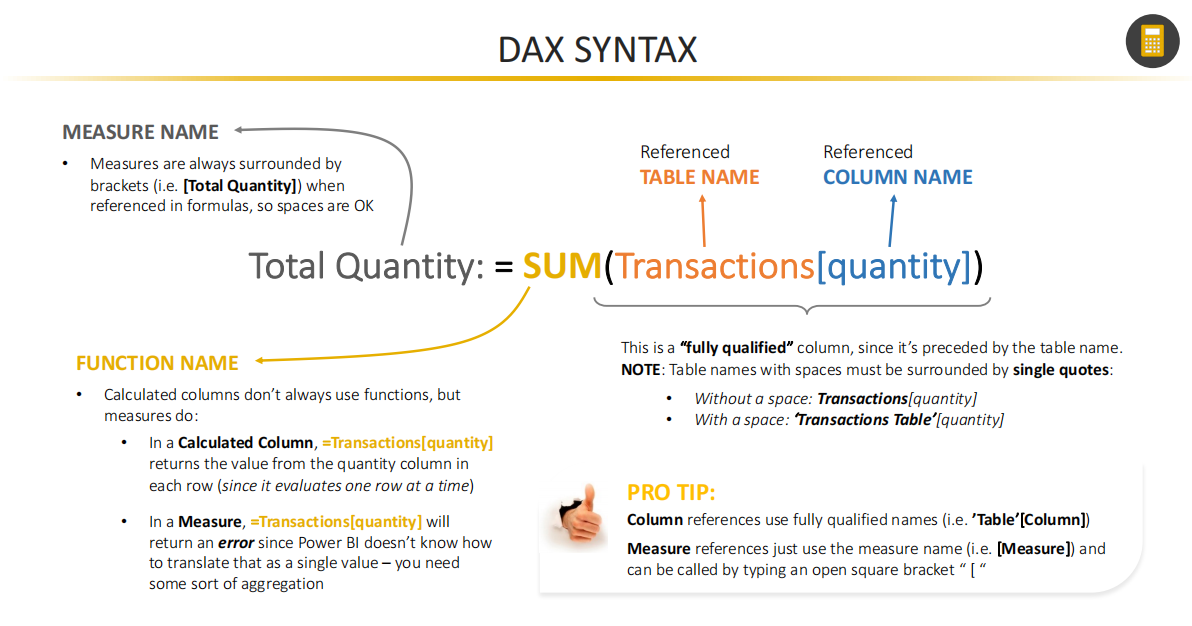 DAX SYNTAX
MEASURE NAME
• Measures are always surrounded by
brackets (i.e. [Total Quantity]) when
referenced in formulas, so spaces are OK
Referenced
TABLE NAME
Referenced
COLUMN NAME
Total Quantity: = SUM(Transactions[quantity])
FUNCTION NAME
• Calculated columns don’t always use functions, but
measures do:
• In a Calculated Column, =Transactions[quantity]
returns the value from the quantity column in
each row (since it evaluates one row at a time)
• In a Measure, =Transactions[quantity] will
return an error since Power BI doesn’t know how
to translate that as a single value – you need
some sort of aggregation
This is a “fully qualified” column, since it’s preceded by the table name.
NOTE: Table names with spaces must be surrounded by single quotes:
• Without a space: Transactions[quantity]
• With a space: ‘Transactions Table’[quantity]
PRO TIP:
Column references use fully qualified names (i.e. ’Table’[Column])
Measure references just use the measure name (i.e. [Measure]) and
can be called by typing an open square bracket “ [ “